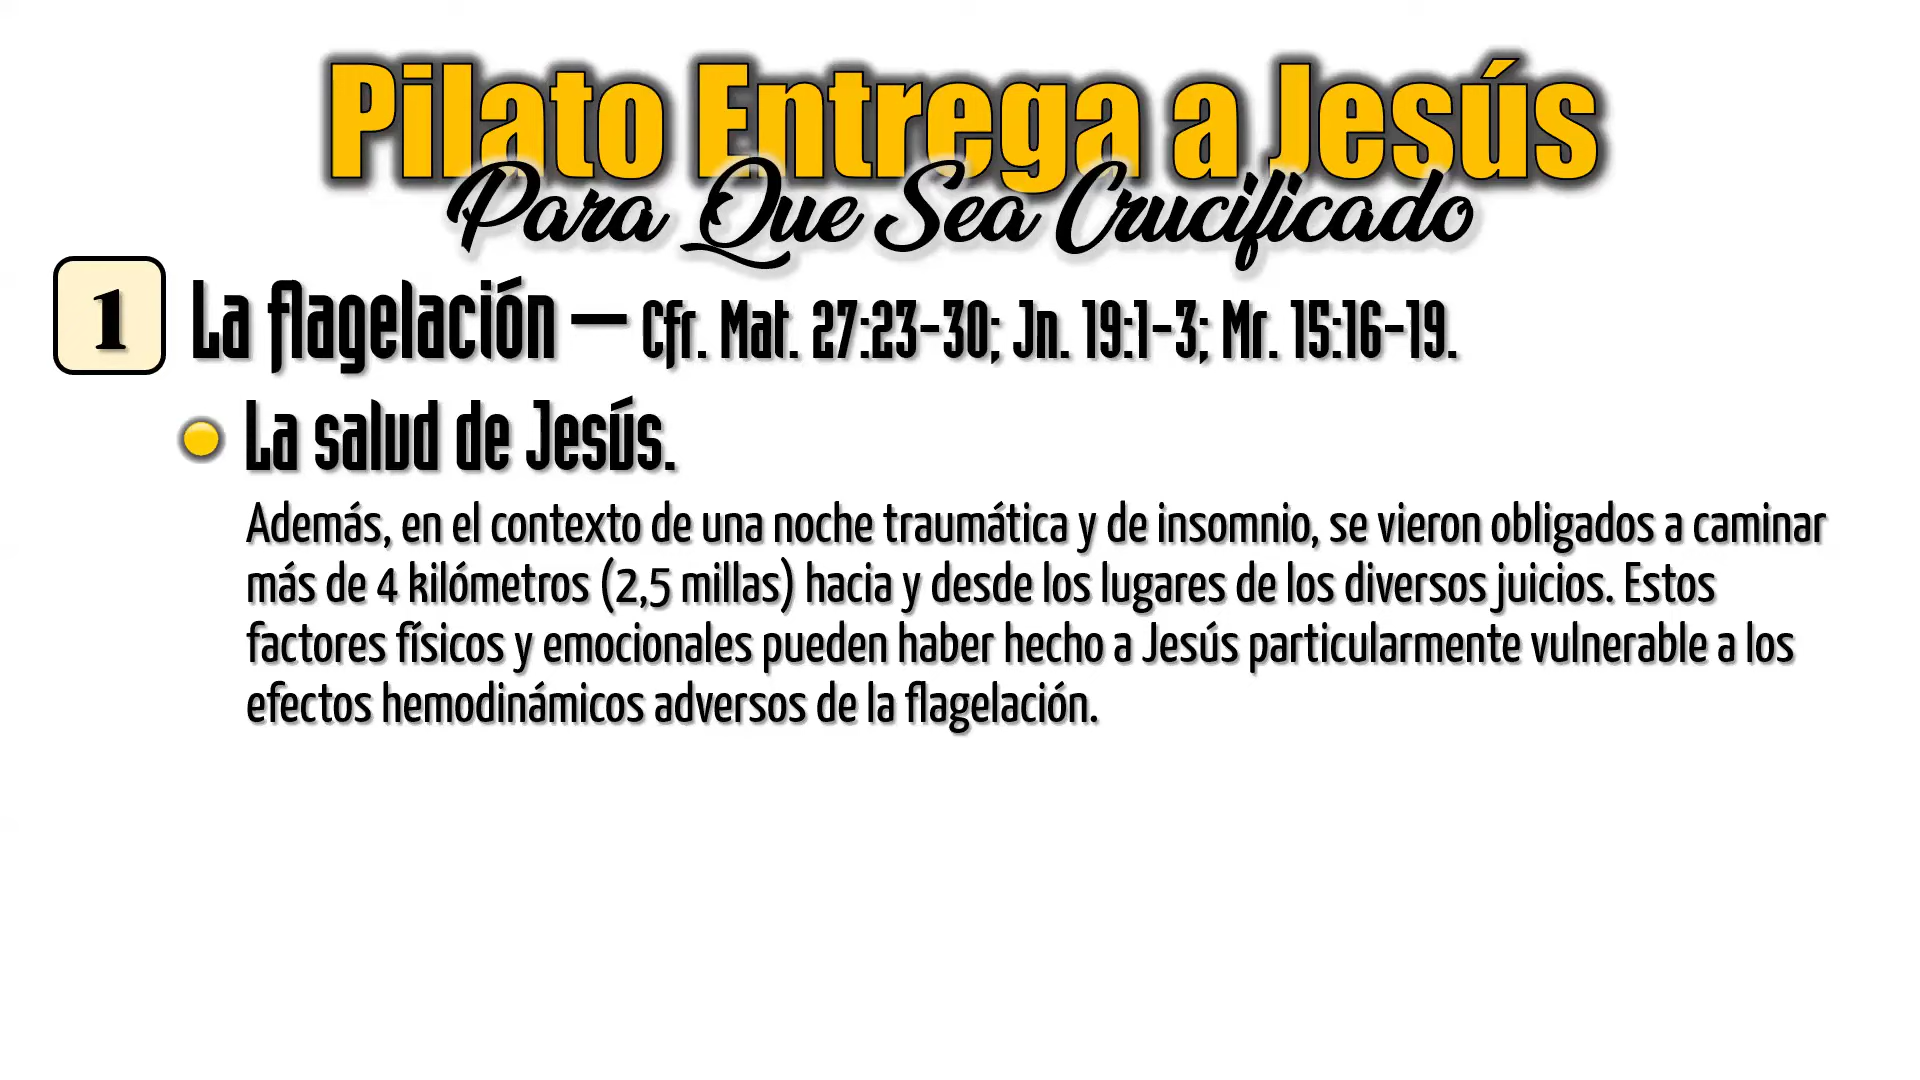 Pilato Entrega a Jesús
Para Que Sea Crucificado
1 La flagelación — Cfr. Mat. 27:23-30; Jn. 19:1-3; Mr. 15:16-19.
La salud de Jesús.
Además, en el contexto de una noche traumática y de insomnio, se vieron obligados a caminar
más de 4 kilómetros (2,5 millas) hacia y desde los lugares de los diversos juicios. Estos
factores físicos y emocionales pueden haber hecho a Jesús particularmente vulnerable a los
efectos hemodinámicos adversos de la flagelación.